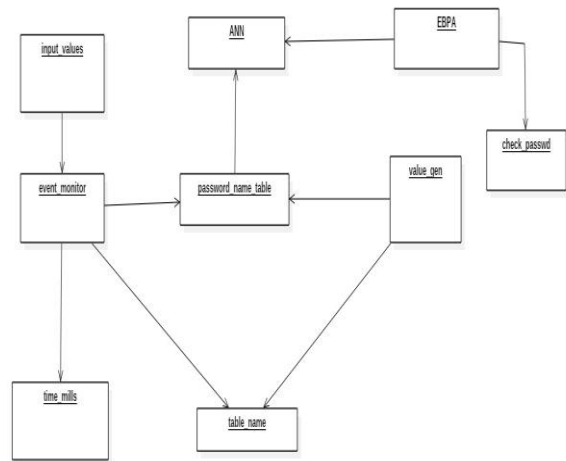 ANN
EBPA
input_values
check_passwd
event_monitor
password_name_table
value_gen
time_mills
table_name